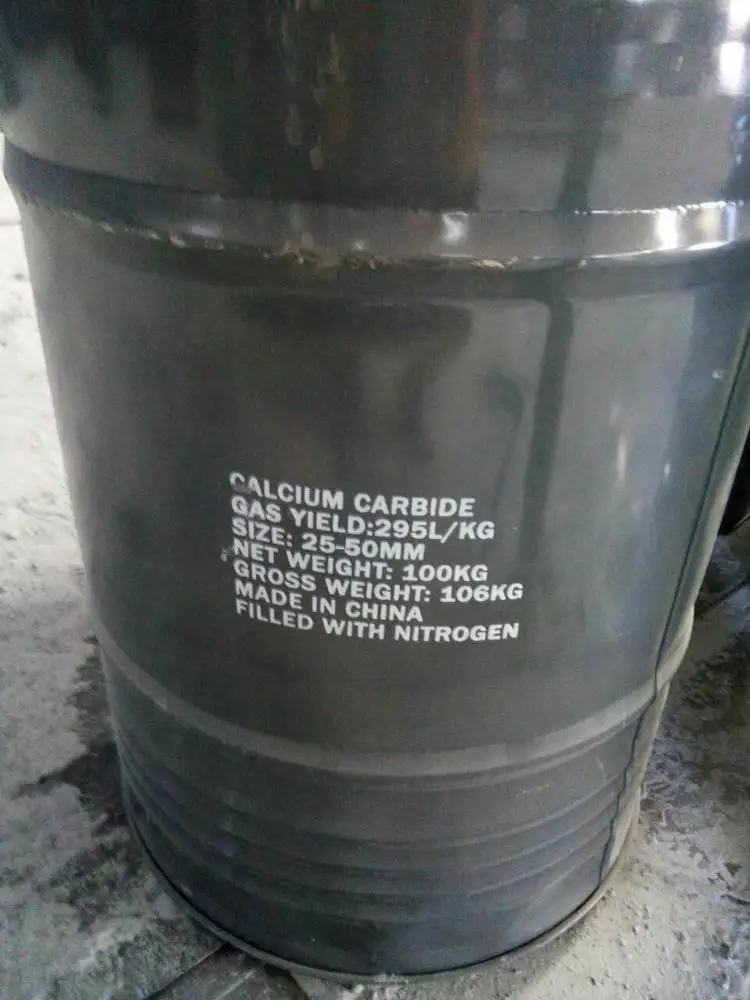 CALCIUM CARBIDE
GAS YIELD:295L/KG
SIZE: 25-50MM
NET WEIGHT: 100KG
GROSS WEIGHT: 106KG
MADE IN CHINA
FILLED WITH NITROGEN